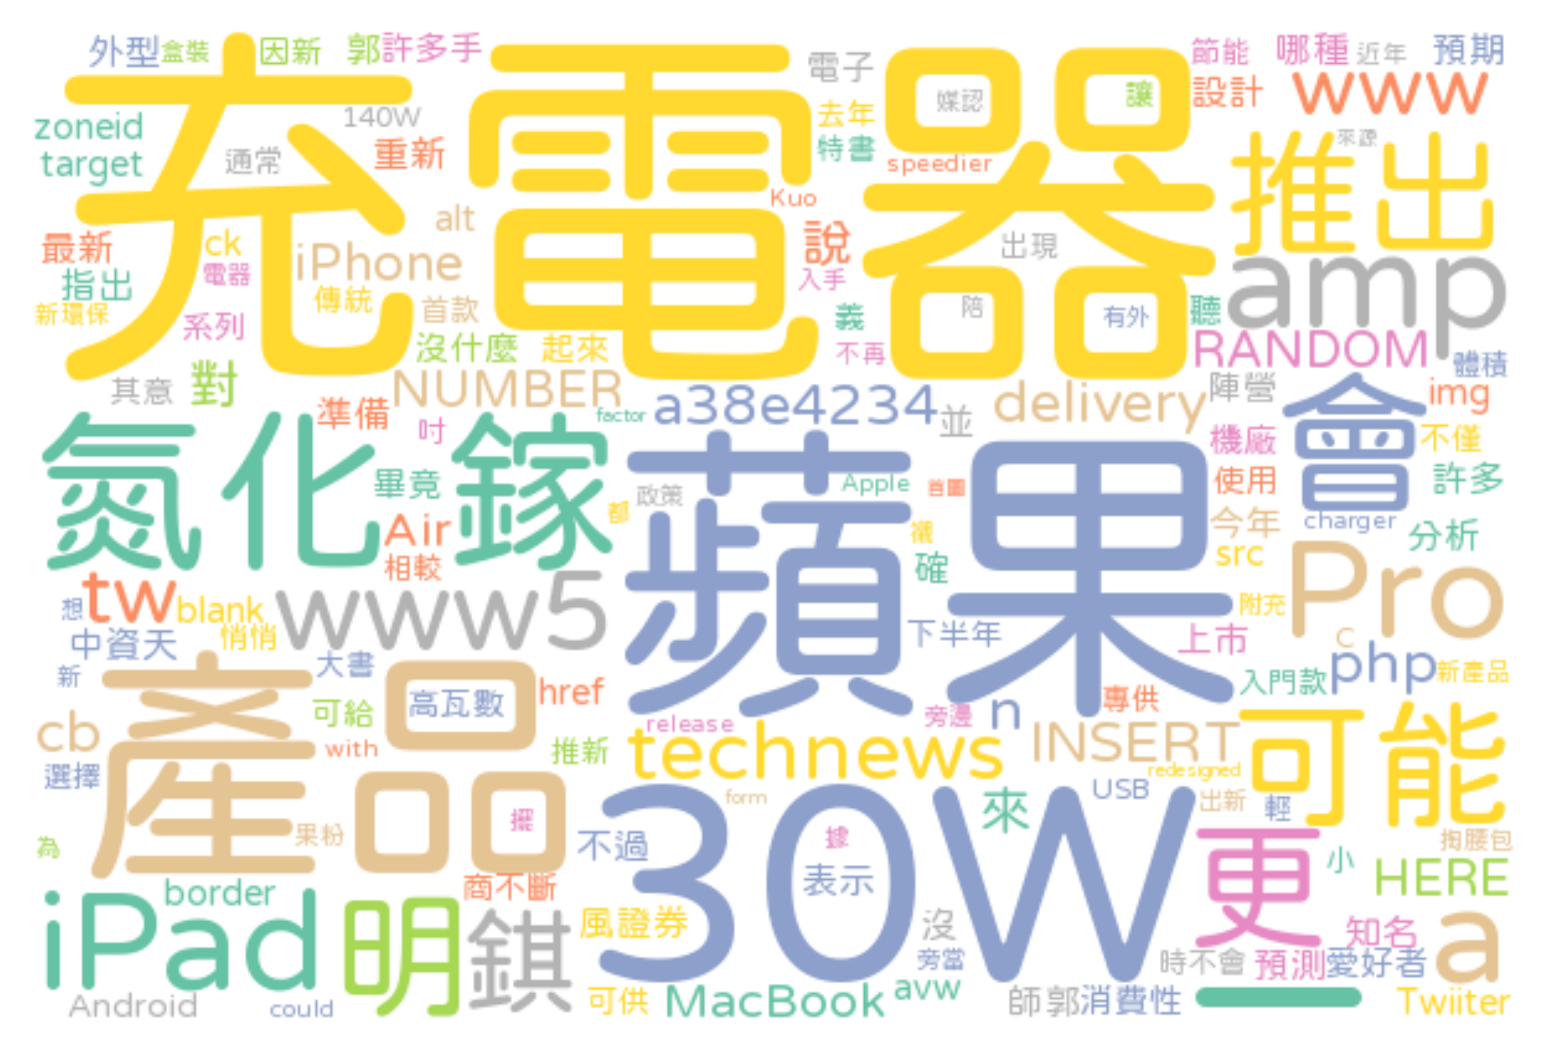 外型 盒裝 因新 郭 許多手 電子 節能 哪種 近年 預期
充電器 140W 去年 媒認 讓 設計 www
zoneid 通常 重新 特書 speedier 推出 來源
target alt Kuo
最新 ck iPhone 說 出現 amp
指出 電器 傳統 首款 入手 陪 有外 聽
新環保 系列 沒什麼 起來 義 不再 RANDOM 體積
其意 對 NUMBER a38e4234 delivery 陣營 會 img
準備 吋 factor 並 機廠 不僅
氮化鎵 畢竟 政策 Apple 首圖 使用 許多
蘋果 Air 都 襯 今年 charger 分析
相較 確 src Pro
想 tw blank www5 下半年 附充 C
中資天 悄悄 大書 上市 php
新 產品 高瓦數 href n 專供 入門款 新產品
cb 可給 release 旁邊 INSERT 可能
選擇 with 推新 technews redesigned
form USB 出新 輕
為 果粉 擺 不過 30W 據 來 更 小 掏腰包
border 商不斷 表示 HERE
iPad 明 錤 風證券 沒 知名 a
旁當 時不會 預測 愛好者
Android could 可供 MacBook avw 師 郭 消費性 一 Twiiter